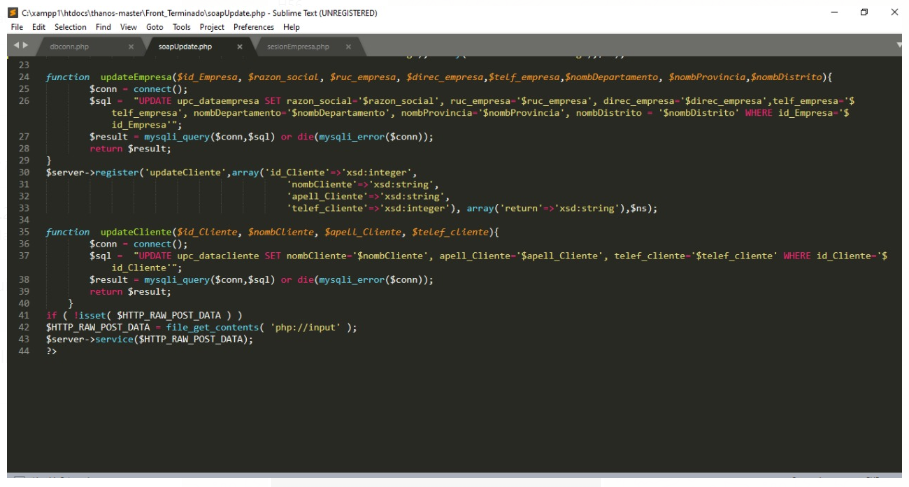 C:\xampp1\htdocs\thanos-master\Front_Terminado\soapUpdate.php - Sublime Text (UNREGISTERED)
File Edit Selection Find View Goto Tools Project Preferences Help
dbconn.php × soapUpdate.php × sesionEmpresa.php ×
23
24 function updateEmpresa($id_Empresa, $razon_social, $ruc_empresa, $direc_empresa,$telf_empresa,$nombDepartamento, $nombProvincia,$nombDistrito){
25 $conn = connect();
26 $sql = "UPDATE upc_dataempresa SET razon_social='$razon_social', ruc_empresa='$ruc_empresa', direc_empresa='$direc_empresa',telf_empresa='$
telf_empresa', nombDepartamento='$nombDepartamento', nombProvincia='$nombProvincia', nombDistrito = '$nombDistrito' WHERE id_Empresa='$
id_Empresa'";
27 $result = mysqli_query($conn,$sql) or die(mysqli_error($conn));
28 return $result;
29 }
30 $server->register('updateCliente',array('id_Cliente'=>'xsd:integer',
31 'nombCliente'=>'xsd:string',
32 'apell_Cliente'=>'xsd:string',
33 'telef_cliente'=>'xsd:integer'), array('return'=>'xsd:string'),$ns);
34
35 function updateCliente($id_Cliente, $nombCliente, $apell_Cliente, $telef_cliente){
36 $conn = connect();
37 $sql = "UPDATE upc_datacliente SET nombCliente='$nombCliente', apell_Cliente='$apell_Cliente', telef_cliente='$telef_cliente' WHERE id_Cliente='$
id_Cliente'";
38 $result = mysqli_query($conn,$sql) or die(mysqli_error($conn));
39 return $result;
40 }
41 if ( !isset( $HTTP_RAW_POST_DATA ) )
42 $HTTP_RAW_POST_DATA = file_get_contents( 'php://input' );
43 $server->service($HTTP_RAW_POST_DATA);
44 ?>